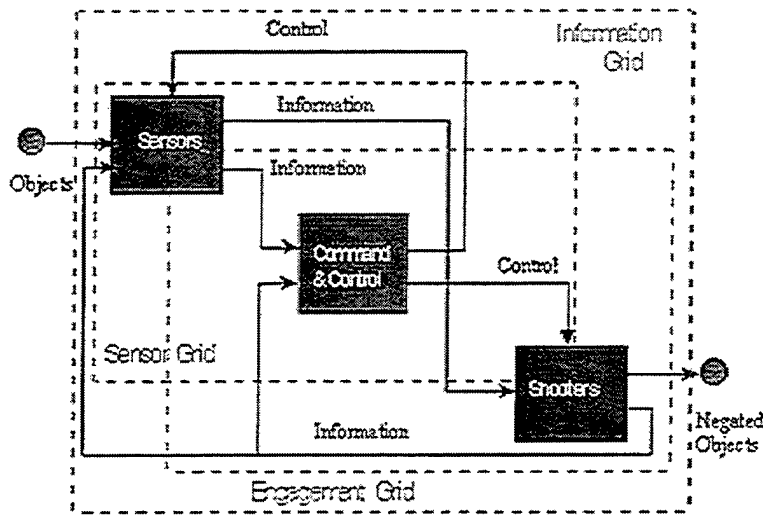 Control
Information
Grid
Information
Sensors
Information
Objects
Command
& Control
Control
Sensor Grid
Shooters
Information
Negated
Objects
Engagement Grid